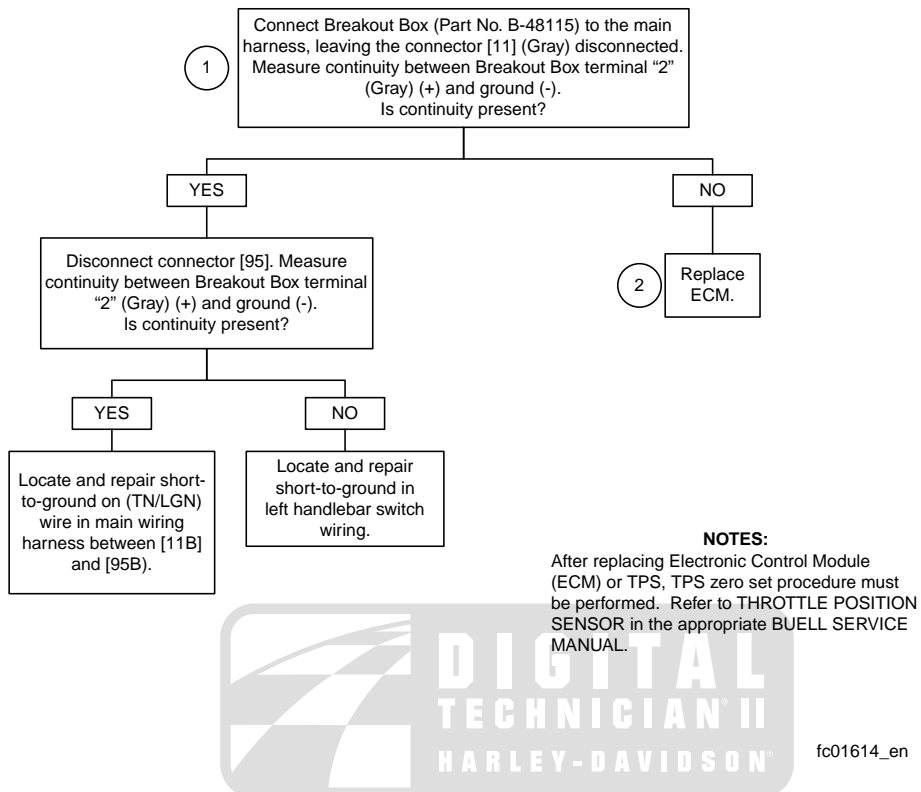 Connect Breakout Box (Part No. B-48115) to the main
harness, leaving the connector [11] (Gray) disconnected.
Measure continuity between Breakout Box terminal “2”
(Gray) (+) and ground (-).
Is continuity present?
1
YES
NO
Disconnect connector [95]. Measure
continuity between Breakout Box terminal
“2” (Gray) (+) and ground (-).
Is continuity present?
2
Replace
ECM.
YES
NO
Locate and repair short-
to-ground on (TN/LGN)
wire in main wiring
harness between [11B]
and [95B).
Locate and repair
short-to-ground in
left handlebar switch
wiring.
NOTES:
After replacing Electronic Control Module
(ECM) or TPS, TPS zero set procedure must
be performed. Refer to THROTTLE POSITION
SENSOR in the appropriate BUELL SERVICE
MANUAL.
DIGITAL
TECHNICIAN® II
HARLEY-DAVIDSON®
fc01614_en